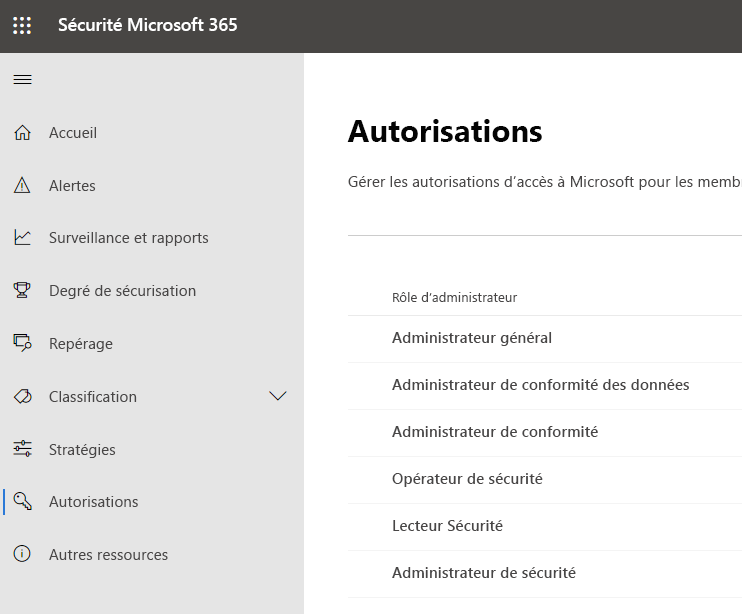 Sécurité Microsoft 365
Accueil
Alertes
Surveillance et rapports
Degré de sécurisation
Repérage
Classification
Stratégies
Autorisations
Autres ressources
Autorisations
Gérer les autorisations d’accès à Microsoft pour les memb
Rôle d’administrateur
Administrateur général
Administrateur de conformité des données
Administrateur de conformité
Opérateur de sécurité
Lecteur Sécurité
Administrateur de sécurité